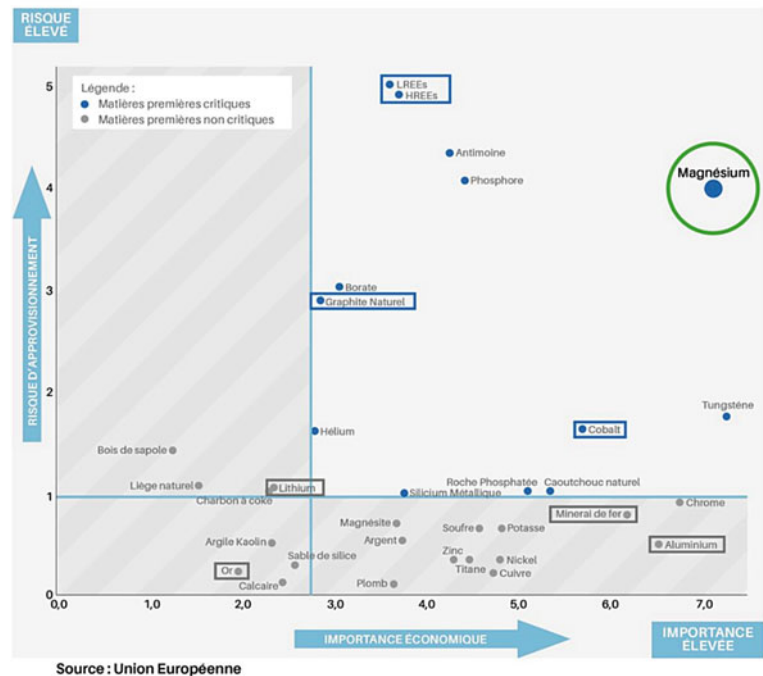 RISQUE
ÉLEVÉ
Légende :
Matières premières critiques
Matières premières non critiques
5
LREEs
HREEs
Antimoine
Phosphore
Magnésium
4
Borate
3
Graphite Naturel
RISQUE D'APPROVISIONNEMENT
2
Tungsténe
Cobalt
Hélium
Bois de sapole
Liège naturel
Lithium
Charbon à coke
Roche Phosphatée
Caoutchouc naturel
Silicium Métallique
1
Chrome
Minerai de fer
Magnésite
Soufre
Potasse
Argile Kaolin
Argent
Aluminium
Sable de silice
Zinc
Nickel
Titane
Or
Cuivre
Calcaire
Plomb
0
0,0
1,0
2,0
3,0
4,0
5,0
6,0
7,0
IMPORTANCE ÉCONOMIQUE
IMPORTANCE
ÉLEVÉE
Source : Union Européenne